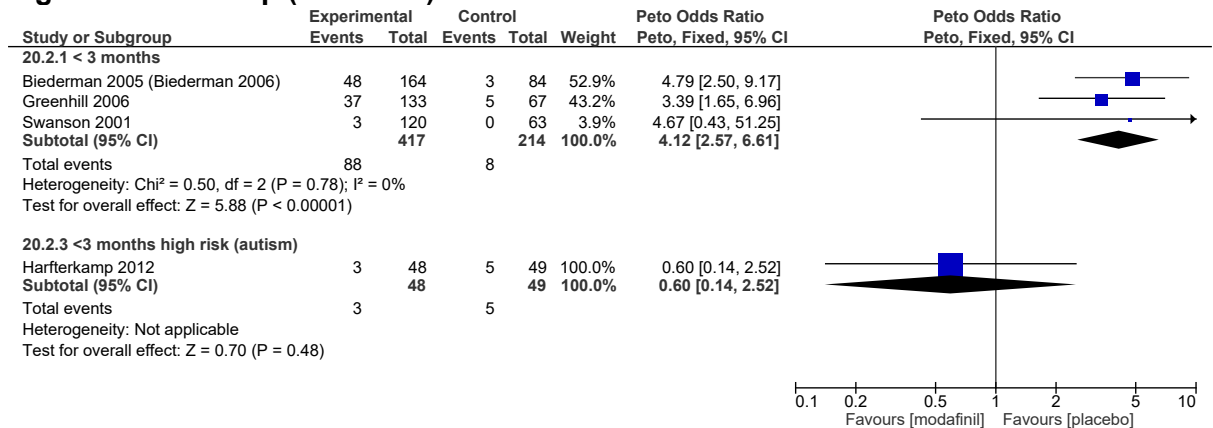 Experimental Control Peto Odds Ratio Peto Odds Ratio
Study or Subgroup Events Total Events Total Weight Peto, Fixed, 95% CI Peto, Fixed, 95% CI
20.2.1 < 3 months
Biederman 2005 (Biederman 2006) 48 164 3 84 52.9% 4.79 [2.50, 9.17]
Greenhill 2006 37 133 5 67 43.2% 3.39 [1.65, 6.96]
Swanson 2001 3 120 0 63 3.9% 4.67 [0.43, 51.25]
Subtotal (95% CI) 417 214 100.0% 4.12 [2.57, 6.61]
Total events 88 8
Heterogeneity: Chi² = 0.50, df = 2 (P = 0.78); I² = 0%
Test for overall effect: Z = 5.88 (P < 0.00001)
20.2.3 <3 months high risk (autism)
Harfterkamp 2012 3 48 5 49 100.0% 0.60 [0.14, 2.52]
Subtotal (95% CI) 48 49 100.0% 0.60 [0.14, 2.52]
Total events 3 5
Heterogeneity: Not applicable
Test for overall effect: Z = 0.70 (P = 0.48)
0.1 0.2 0.5 1 2 5 10
Favours [modafinil] Favours [placebo]